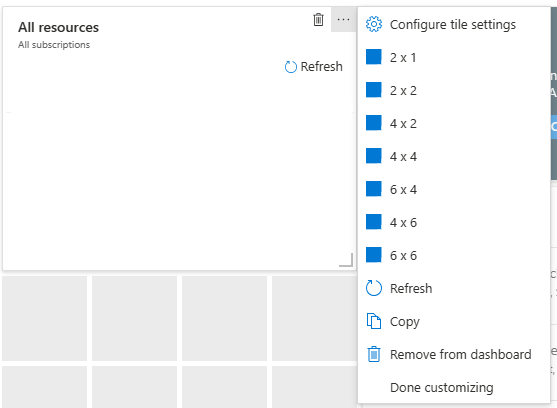 All resources
All subscriptions
Refresh
Configure tile settings
2 x 1
2 x 2
4 x 2
4 x 4
6 x 4
4 x 6
6 x 6
Refresh
Copy
Remove from dashboard
Done customizing